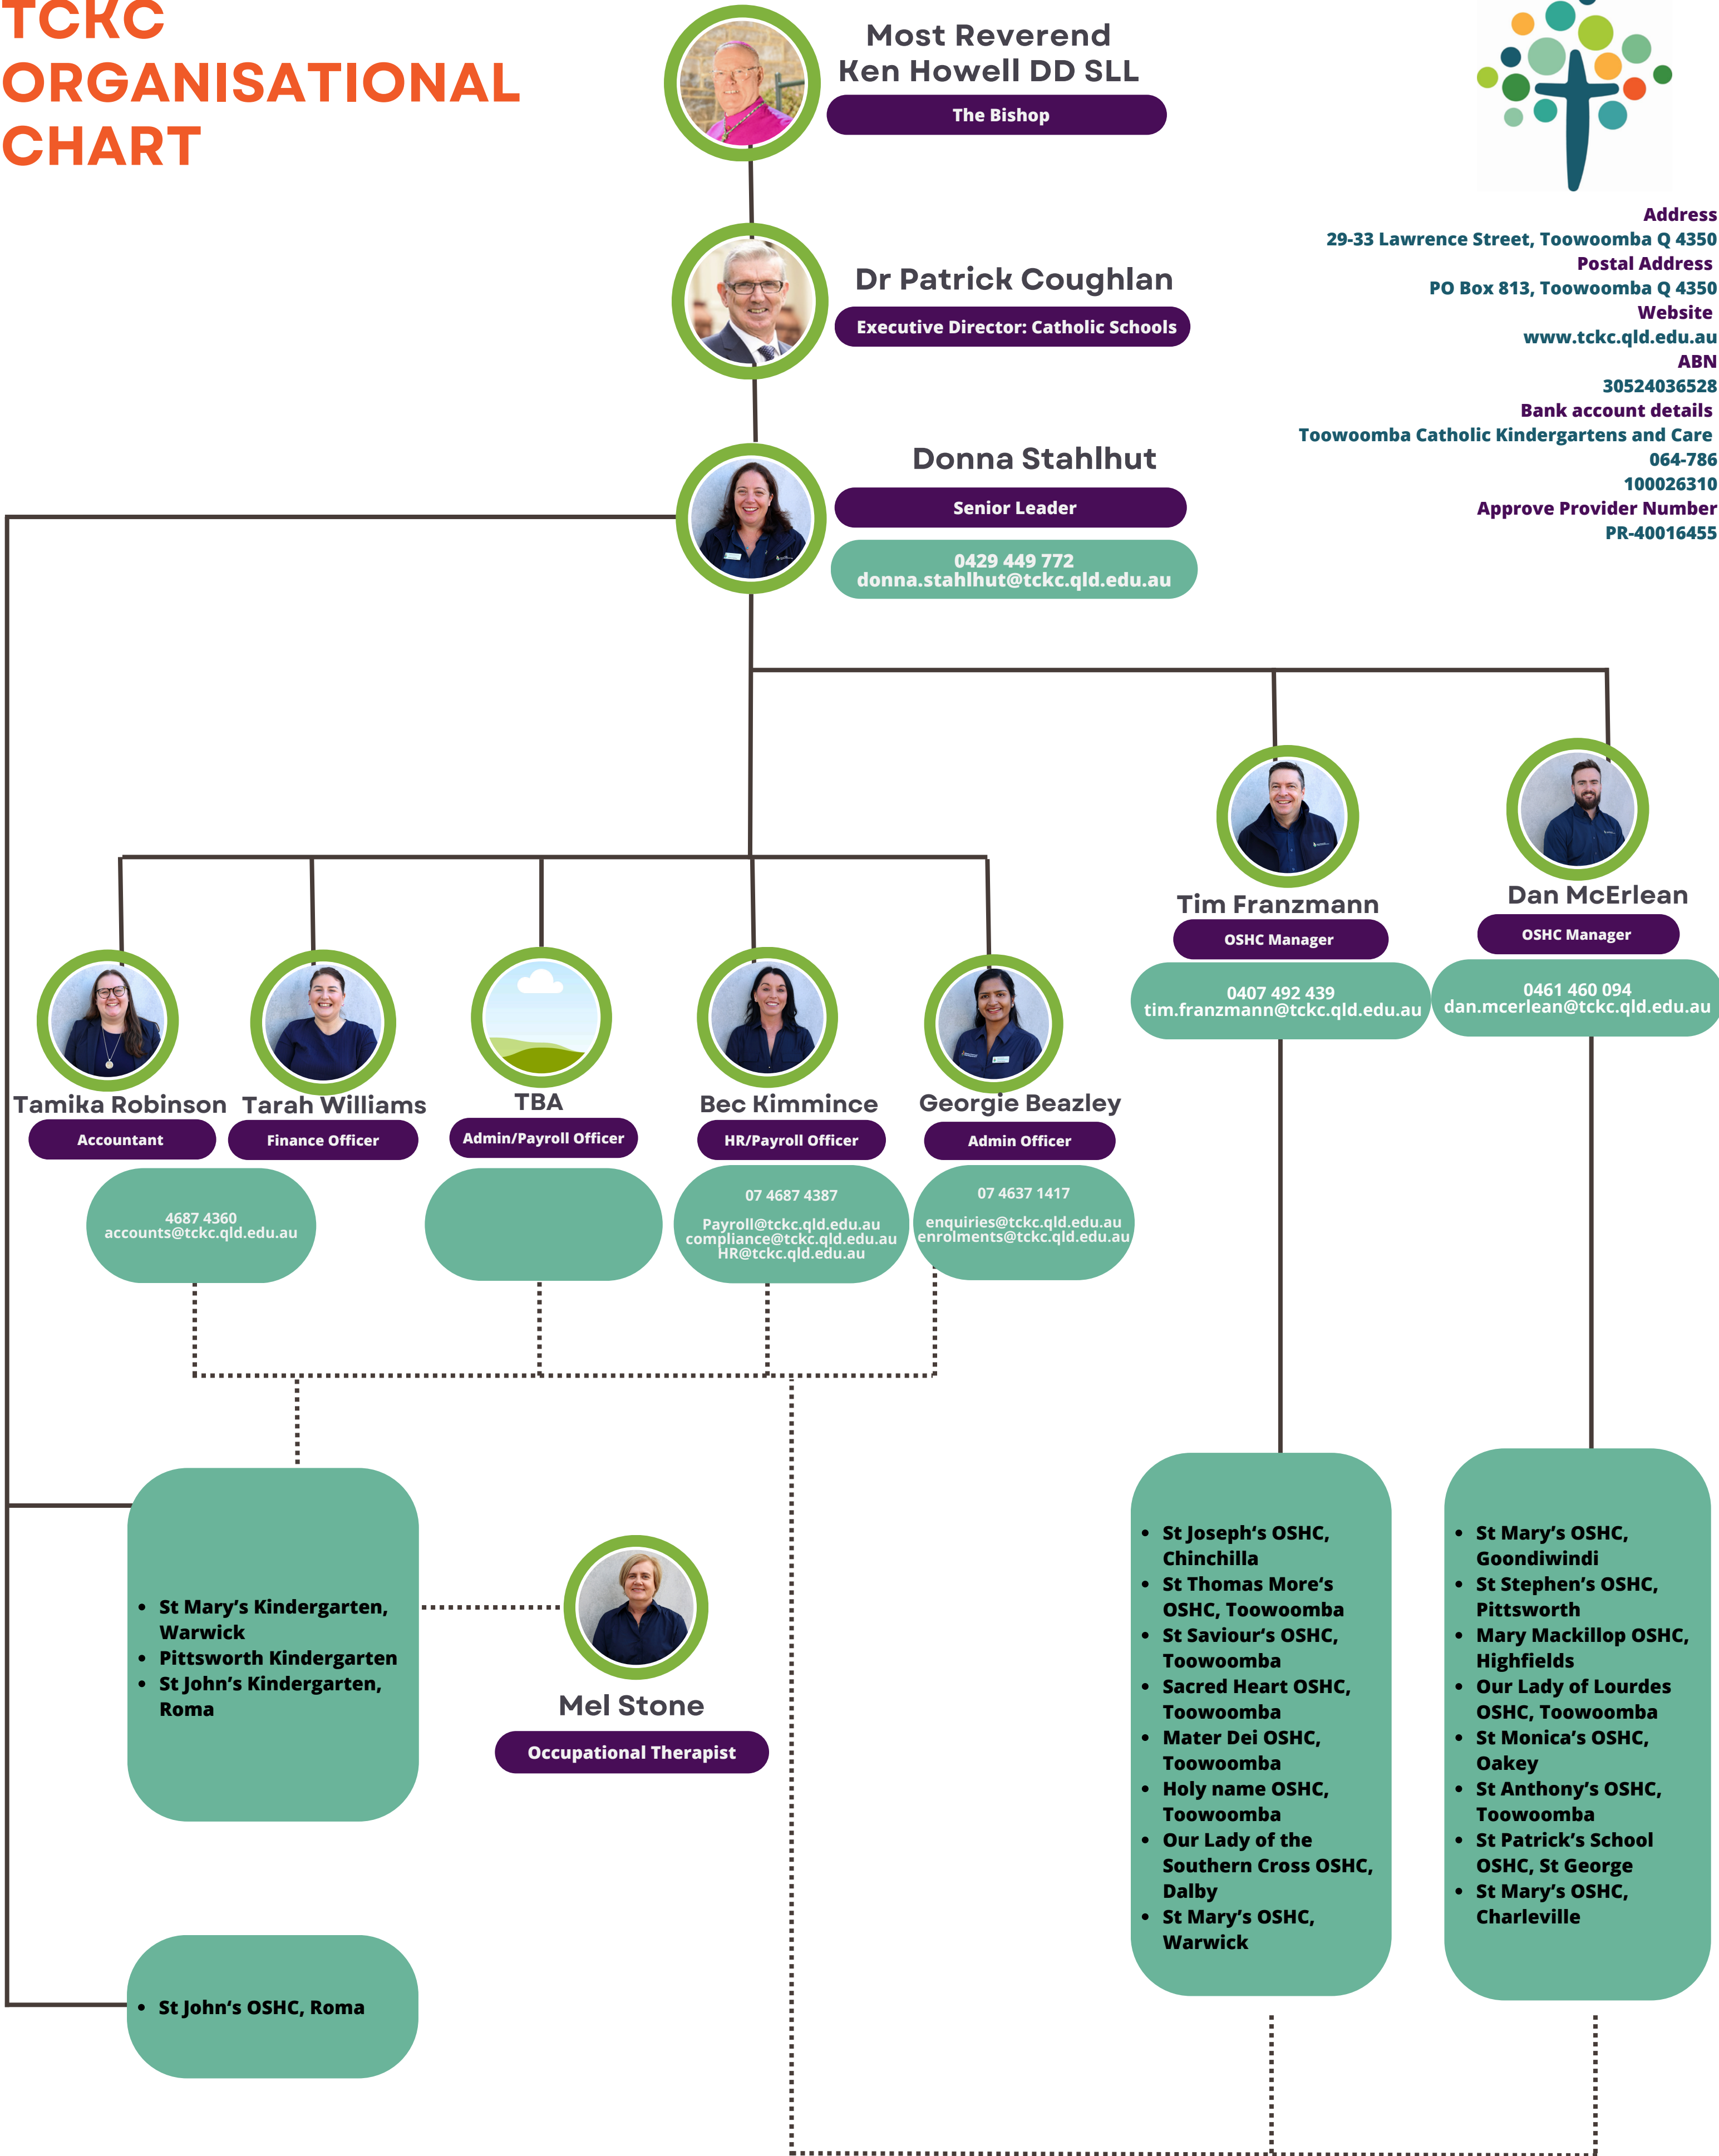 TCKC
ORGANISATIONAL
CHART
Most Reverend
Ken Howell DD SLL
The Bishop
Address
29-33 Lawrence Street, Toowoomba Q 4350
Postal Address
PO Box 813, Toowoomba Q 4350
Website
www.tckc.qld.edu.au
ABN
30524036528
Bank account details
Toowoomba Catholic Kindergartens and Care
064-786
100026310
Approve Provider Number
PR-40016455
Dr Patrick Coughlan
Executive Director: Catholic Schools
Donna Stahlhut
Senior Leader
0429 449 772
donna.stahlhut@tckc.qld.edu.au
Tim Franzmann
OSHC Manager
0407 492 439
tim.franzmann@tckc.qld.edu.au
Dan McErlean
OSHC Manager
0461 460 094
dan.mcerlean@tckc.qld.edu.au
Tamika Robinson
Accountant
Tarah Williams
Finance Officer
4687 4360
accounts@tckc.qld.edu.au
TBA
Admin/Payroll Officer
Bec Kimmince
HR/Payroll Officer
07 4687 4387
Payroll@tckc.qld.edu.au
compliance@tckc.qld.edu.au
HR@tckc.qld.edu.au
Georgie Beazley
Admin Officer
07 4637 1417
enquiries@tckc.qld.edu.au
enrolments@tckc.qld.edu.au
• St Mary’s Kindergarten,
Warwick
• Pittsworth Kindergarten
• St John’s Kindergarten,
Roma
Mel Stone
Occupational Therapist
• St John‘s OSHC, Roma
• St Joseph‘s OSHC,
Chinchilla
• St Thomas More‘s
OSHC, Toowoomba
• St Saviour‘s OSHC,
Toowoomba
• Sacred Heart OSHC,
Toowoomba
• Mater Dei OSHC,
Toowoomba
• Holy name OSHC,
Toowoomba
• Our Lady of the
Southern Cross OSHC,
Dalby
• St Mary’s OSHC,
Warwick
• St Mary’s OSHC,
Goondiwindi
• St Stephen’s OSHC,
Pittsworth
• Mary Mackillop OSHC,
Highfields
• Our Lady of Lourdes
OSHC, Toowoomba
• St Monica’s OSHC,
Oakey
• St Anthony’s OSHC,
Toowoomba
• St Patrick’s School
OSHC, St George
• St Mary’s OSHC,
Charleville